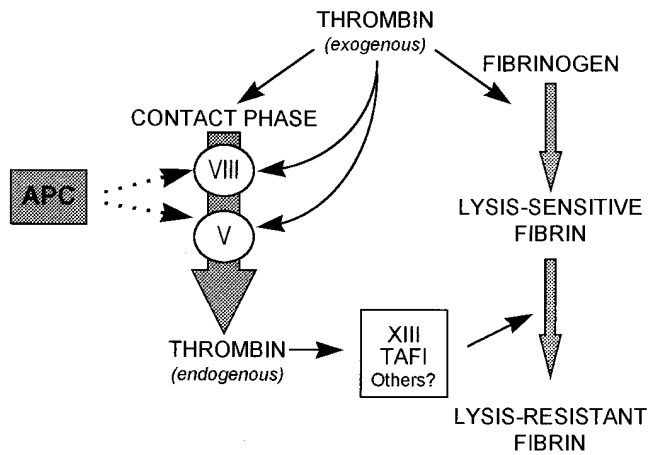 THROMBIN
(exogenous)
FIBRINOGEN
CONTACT PHASE
VIII
APC
V
LYSIS-SENSITIVE
FIBRIN
THROMBIN
(endogenous)
XIII
TAFI
Others?
LYSIS-RESISTANT
FIBRIN